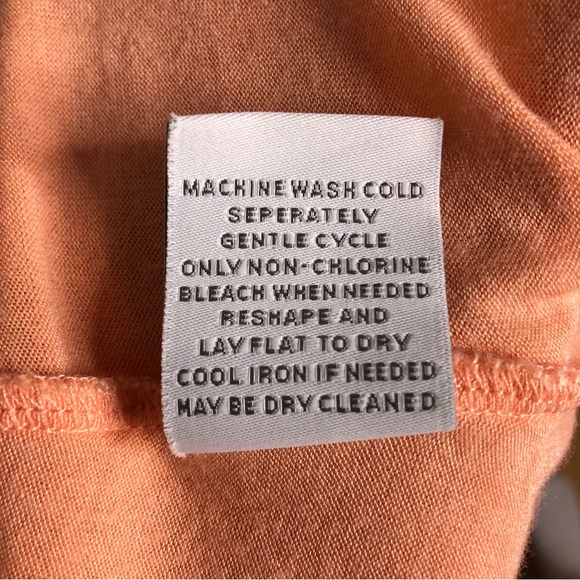 MACHINE WASH COLD
SEPERATELY
GENTLE CYCLE
ONLY NON-CHLORINE
BLEACH WHEN NEEDED
RESHAPE AND
LAY FLAT TO DRY
COOL IRON IF NEEDED
MAY BE DRY CLEANED